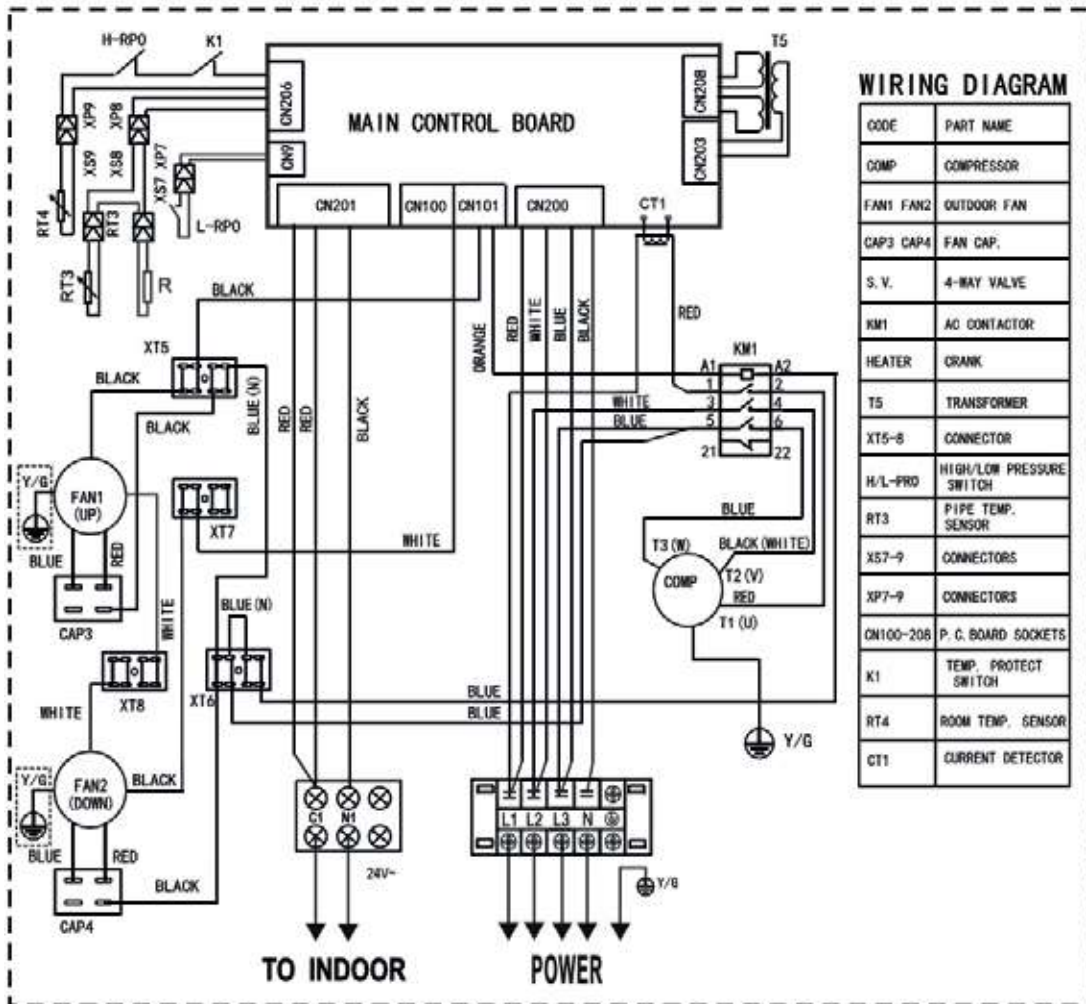 H-RPO
K1
T5
CN206
CN208
XP9
XP8
MAIN CONTROL BOARD
CN203
XS9
XS8
XS7 XP7
CN9
CN201
CN100
CN101
CN200
CT1
RT4
RT3
L-RPO
RT3
R
BLACK
ORANGE
RED
WHITE
BLUE
BLACK
RED
XT5
BLACK
BLACK
BLUE(N)
RED
RED
BLACK
KM1
A1
A2
1
2
WHITE
3
4
BLUE
5
6
21
22
Y/G
FAN1
(UP)
XT7
WHITE
BLUE
RED
CAP3
WHITE
BLUE(N)
BLUE
T3(W)
BLACK(WHITE)
COMP
T2(V)
RED
T1(U)
XT8
XT6
WHITE
BLUE
BLUE
Y/G
Y/G
FAN2
(DOWN)
BLACK
BLUE
RED
BLACK
CAP4
C1
N1
24V~
L1
L2
L3
N
Y/G
TO INDOOR
POWER
WIRING DIAGRAM
CODE PART NAME
COMP COMPRESSOR
FAN1 FAN2 OUTDOOR FAN
CAP3 CAP4 FAN CAP.
S.V. 4-WAY VALVE
KM1 AC CONTACTOR
HEATER CRANK
T5 TRANSFORMER
XT5-8 CONNECTOR
H/L-PRO HIGH/LOW PRESSURE
SWITCH
RT3 PIPE TEMP.
SENSOR
XS7-9 CONNECTORS
XP7-9 CONNECTORS
CN100-208 P.C.BOARD SOCKETS
K1 TEMP. PROTECT
SWITCH
RT4 ROOM TEMP. SENSOR
CT1 CURRENT DETECTOR